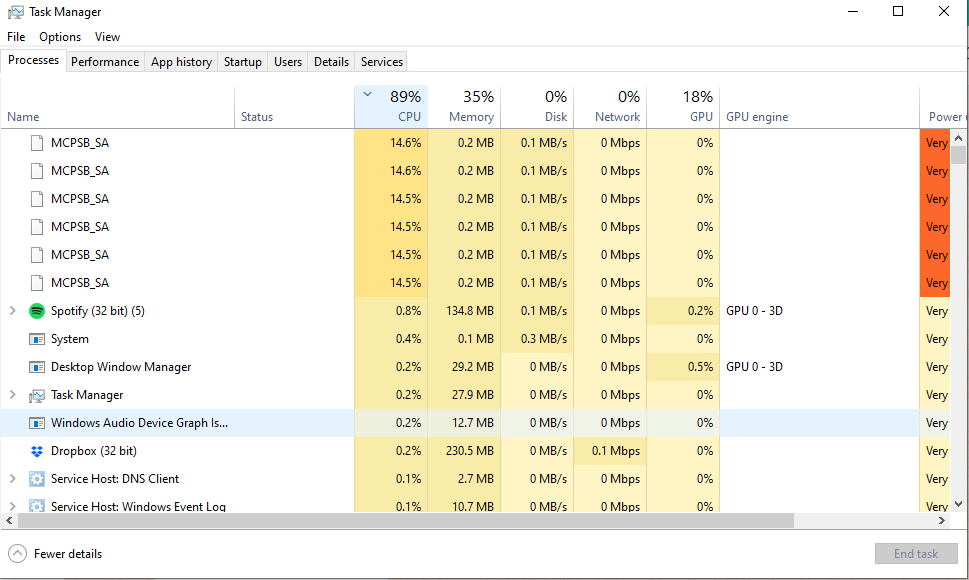 Task Manager
File Options View
Processes Performance App history Startup Users Details Services
89% 35% 0% 0% 18%
Name Status CPU Memory Disk Network GPU GPU engine Power
MCPSB_SA 14.6% 0.2 MB 0.1 MB/s 0 Mbps 0% Very
MCPSB_SA 14.6% 0.2 MB 0.1 MB/s 0 Mbps 0% Very
MCPSB_SA 14.5% 0.2 MB 0.1 MB/s 0 Mbps 0% Very
MCPSB_SA 14.5% 0.2 MB 0.1 MB/s 0 Mbps 0% Very
MCPSB_SA 14.5% 0.2 MB 0.1 MB/s 0 Mbps 0% Very
MCPSB_SA 14.5% 0.2 MB 0.1 MB/s 0 Mbps 0% Very
Spotify (32 bit) (5) 0.8% 134.8 MB 0.1 MB/s 0 Mbps 0.2% GPU 0 - 3D Very
System 0.4% 0.1 MB 0.3 MB/s 0 Mbps 0% Very
Desktop Window Manager 0.2% 29.2 MB 0 MB/s 0 Mbps 0.5% GPU 0 - 3D Very
Task Manager 0.2% 27.9 MB 0 MB/s 0 Mbps 0% Very
Windows Audio Device Graph Is... 0.2% 12.7 MB 0 MB/s 0 Mbps 0% Very
Dropbox (32 bit) 0.2% 230.5 MB 0 MB/s 0.1 Mbps 0% Very
Service Host: DNS Client 0.1% 2.7 MB 0 MB/s 0 Mbps 0% Very
Service Host: Windows Event Log 0.1% 10.7 MB 0 MB/s 0 Mbps 0% Very
Fewer details End task